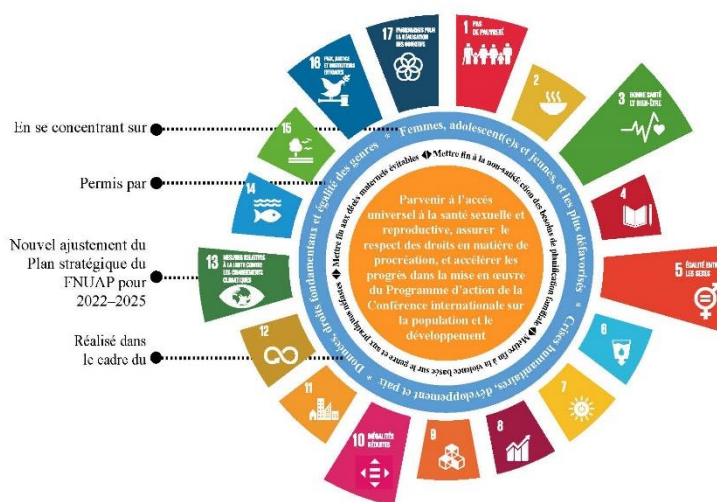 En se concentrant sur
Permis par
Nouvel ajustement du
Plan stratégique du
FNUAP pour
2022–2025
Réalisé dans
le cadre du
1 PAS
DE PAUVRETÉ
2
3 BONNE SANTÉ
ET BIEN-ÊTRE
4
5 ÉGALITÉ ENTRE
LES SEXES
6
7
8
9
10 INÉGALITÉS
RÉDUITES
11
12
13 MESURES RELATIVES
À LA LUTTE CONTRE
LES CHANGEMENTS
CLIMATIQUES
14
15
16 PAIX, JUSTICE
ET INSTITUTIONS
EFFICACES
17 PARTENARIATS POUR
LA RÉALISATION
DES OBJECTIFS
* Femmes, adolescent(e)s et jeunes, et les plus défavorisés
* Crises humanitaires, développement et paix
* Données, droits fondamentaux et égalité des genres
Mettre fin à la non-satisfaction des besoins de planification familiale
Mettre fin à la violence basée sur le genre et aux pratiques néfastes
Mettre fin aux décès maternels évitables
Parvenir à l'accès
universel à la santé sexuelle et
reproductive, assurer le
respect des droits en matière de
procréation, et accélérer les
progrès dans la mise en œuvre
du Programme d'action de la
Conférence internationale sur
la population et le
développement